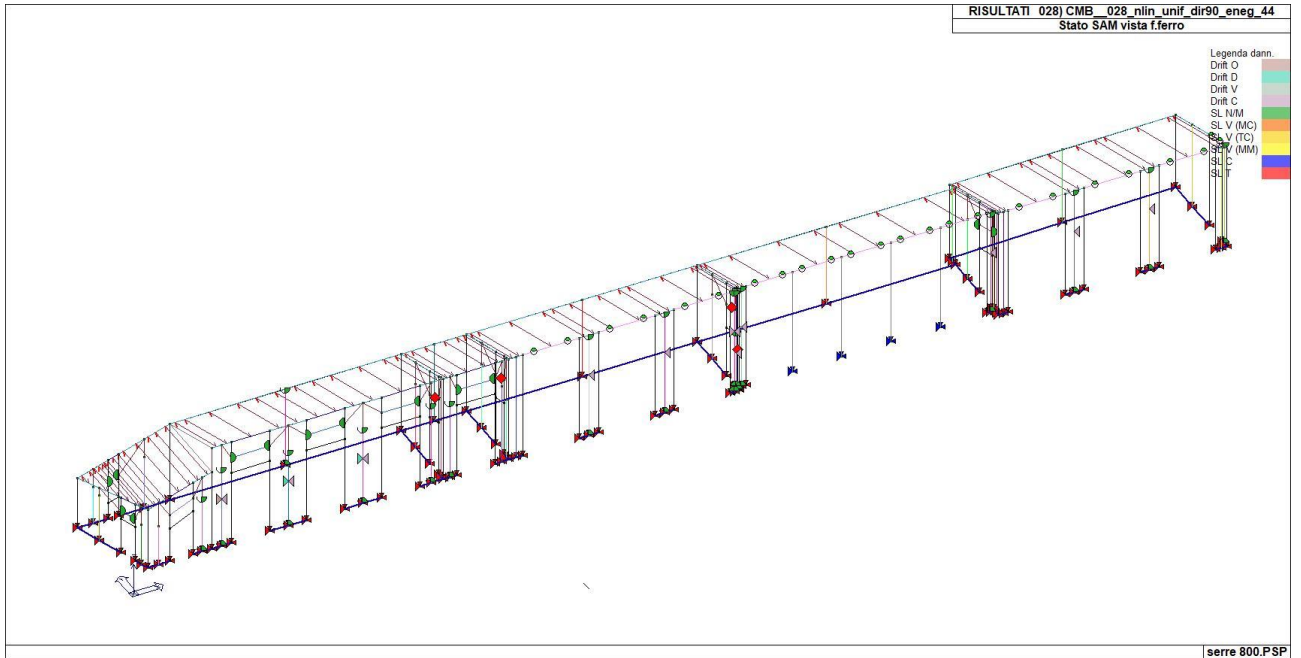 RISULTATI 028) CMB__028_nlin_unif_dir90_eneg_44
Stato SAM vista f.ferro
Legenda dann.
Drift O
Drift D
Drift V
Drift C
SL N/M
SL V (MC)
SL V (TC)
SL V (MM)
SL C
SL T
serre 800.PSP